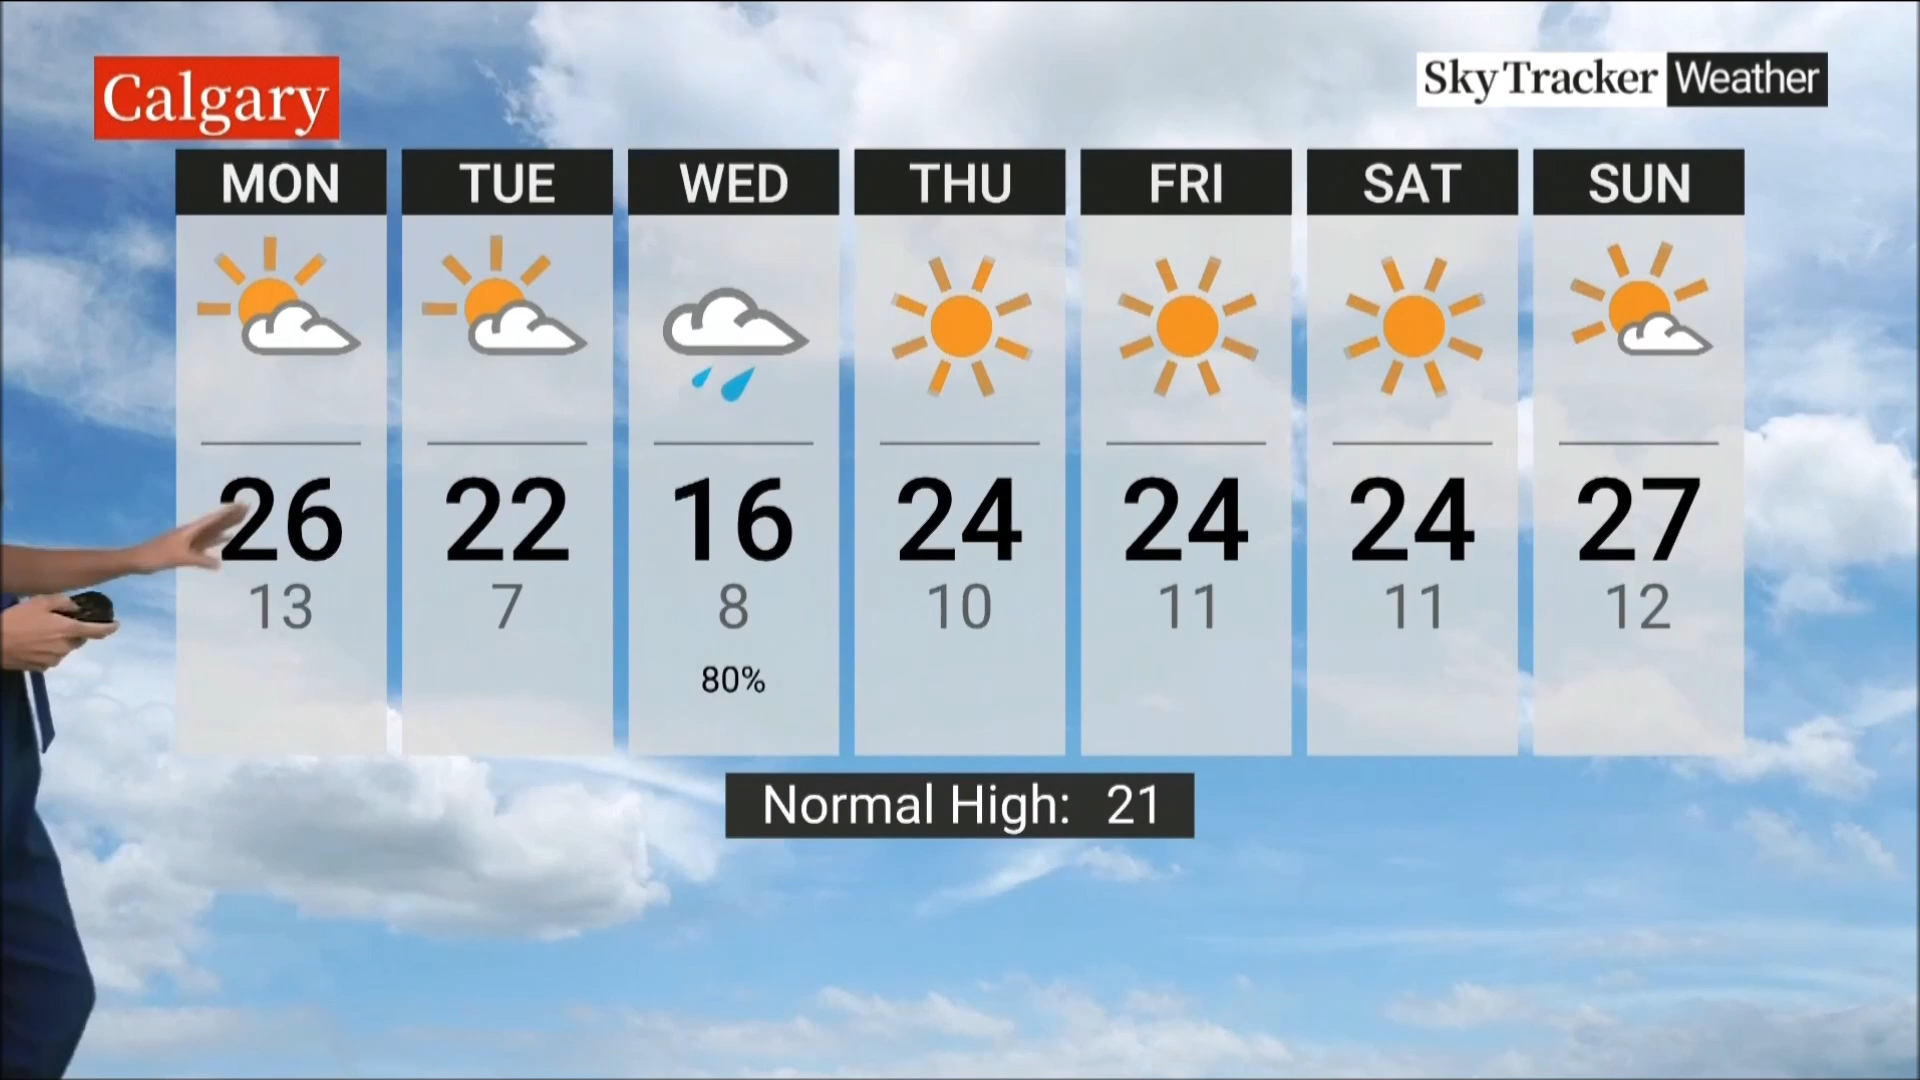 Calgary
SkyTracker Weather
MON TUE WED THU FRI SAT SUN
26 22 16 24 24 24 27
13 7 8 10 11 11 12
80%
Normal High: 21